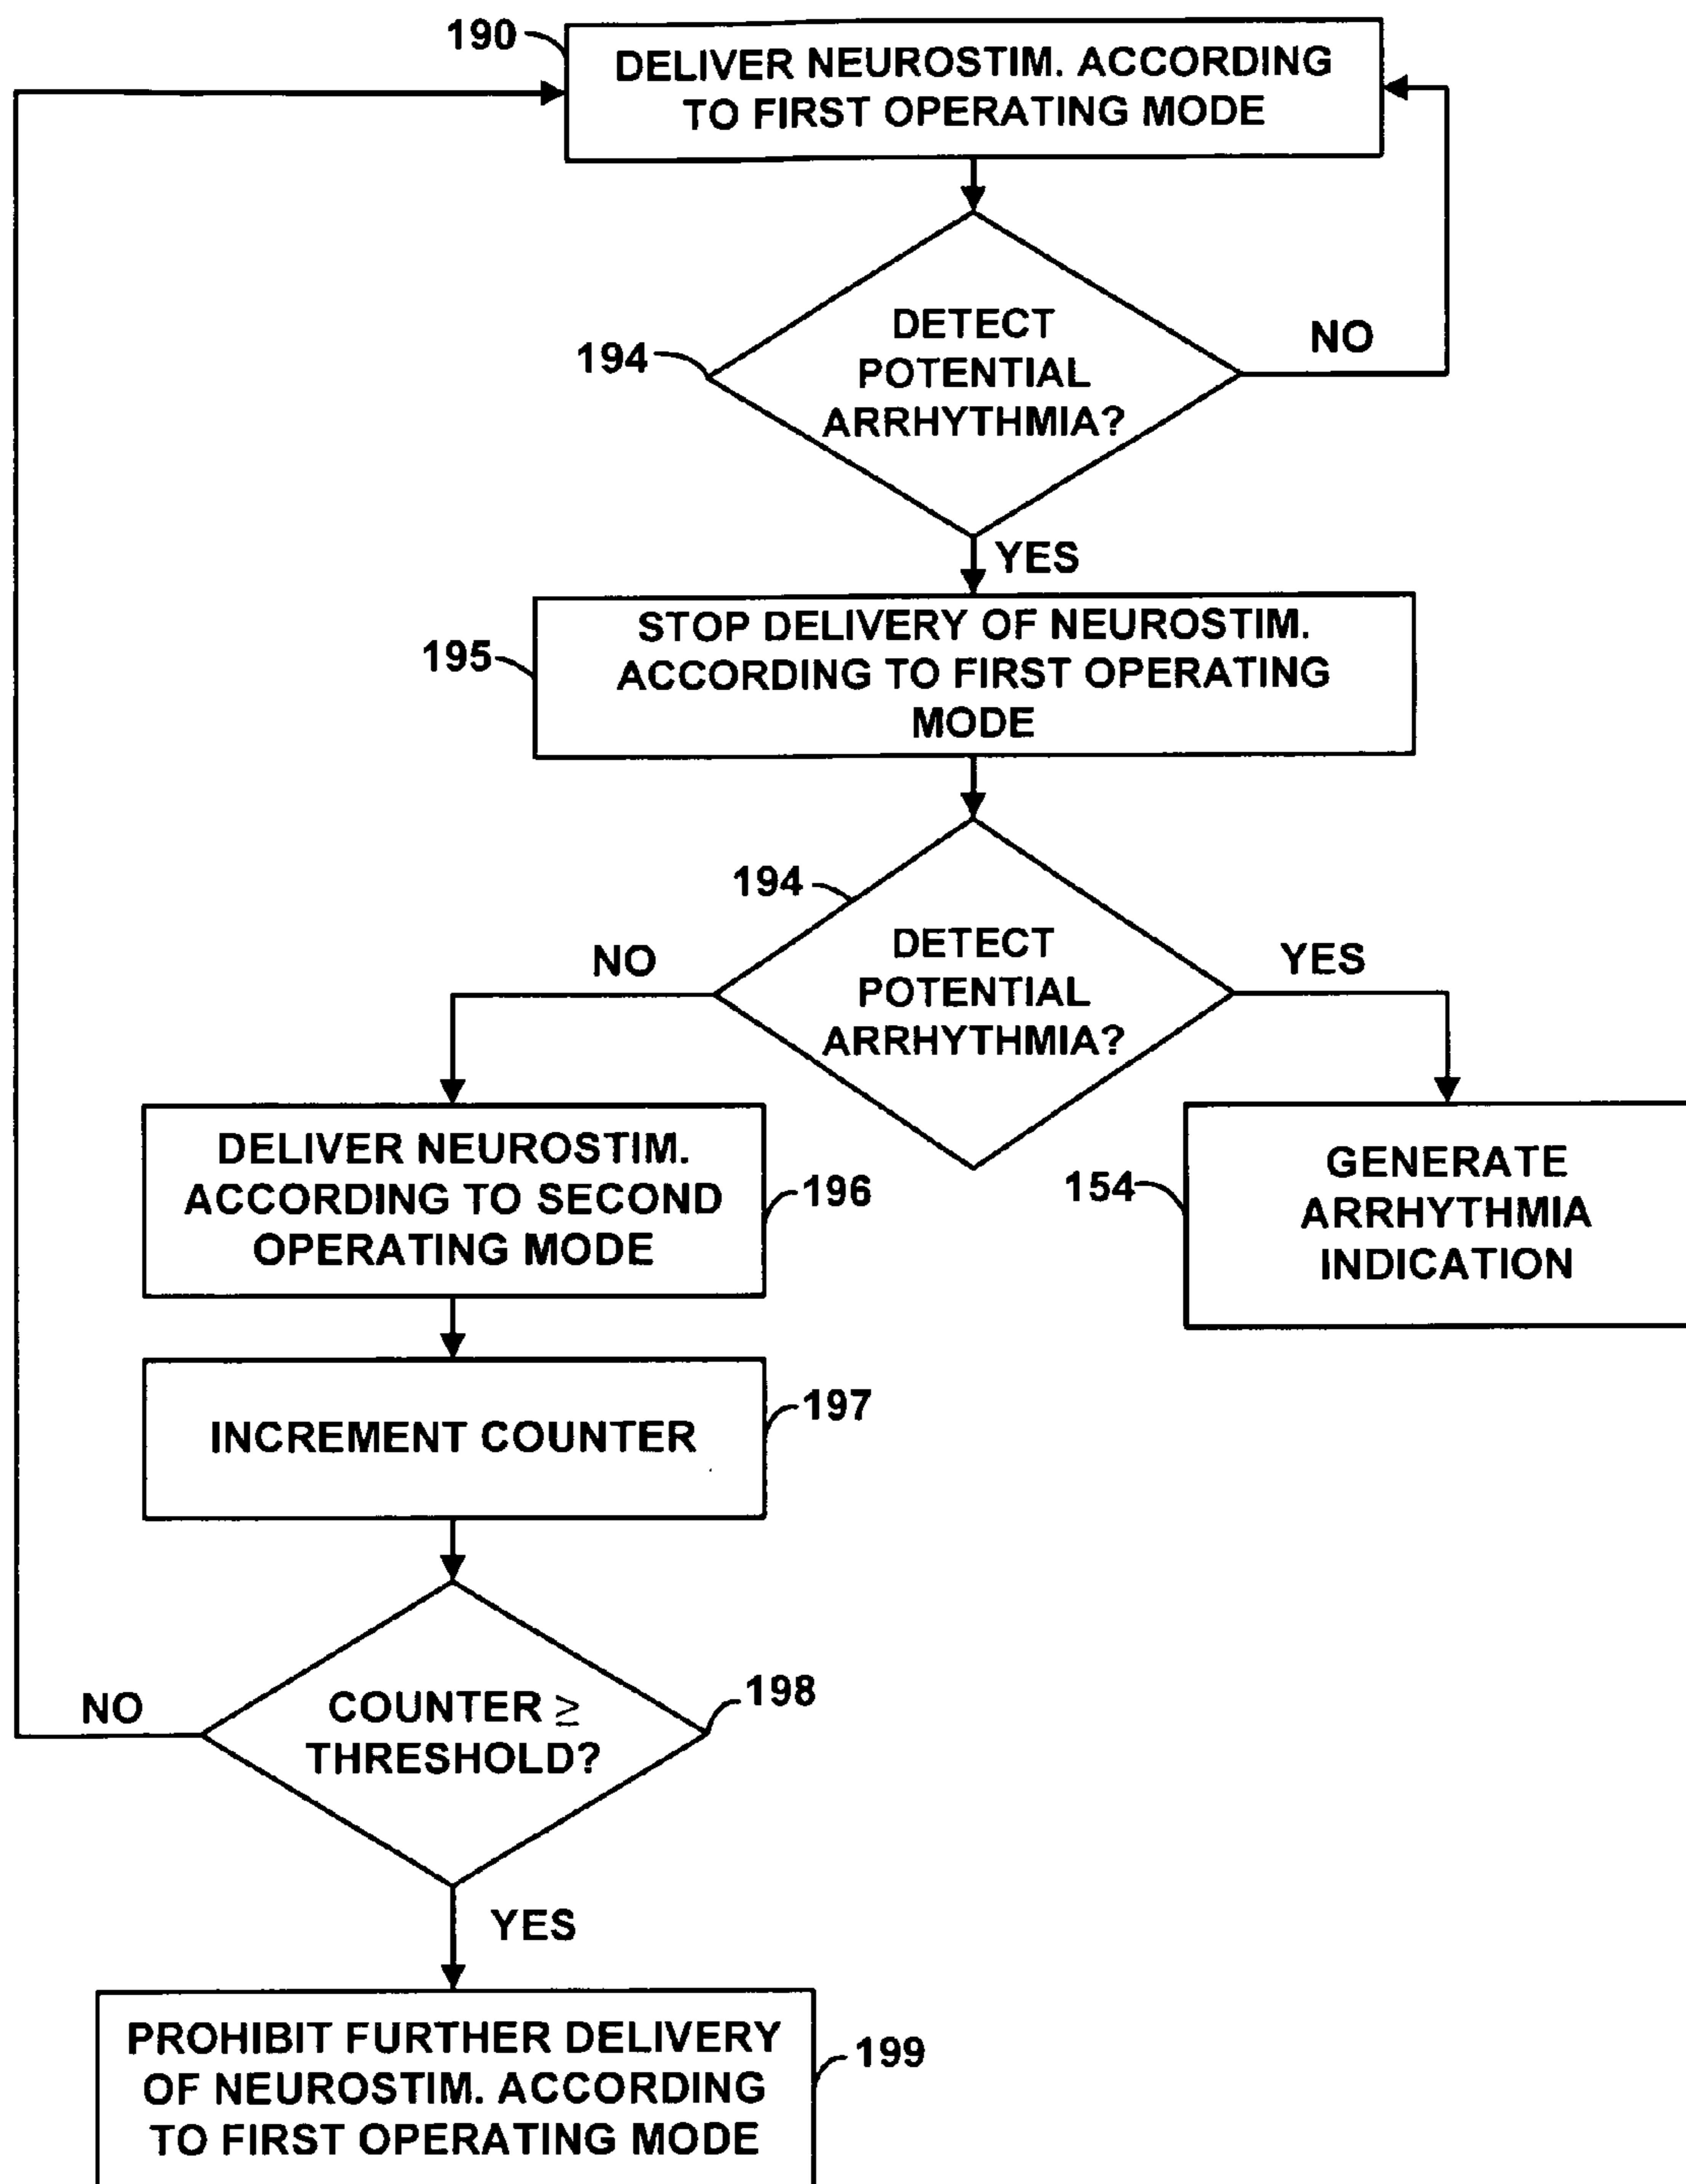 190
DELIVER NEUROSTIM. ACCORDING
TO FIRST OPERATING MODE
194
DETECT
POTENTIAL
ARRHYTHMIA?
NO
YES
195
STOP DELIVERY OF NEUROSTIM.
ACCORDING TO FIRST OPERATING
MODE
194
DETECT
POTENTIAL
ARRHYTHMIA?
NO
YES
DELIVER NEUROSTIM.
ACCORDING TO SECOND
OPERATING MODE
196
154
GENERATE
ARRHYTHMIA
INDICATION
INCREMENT COUNTER
197
COUNTER ≥
THRESHOLD?
198
NO
YES
PROHIBIT FURTHER DELIVERY
OF NEUROSTIM. ACCORDING
TO FIRST OPERATING MODE
199